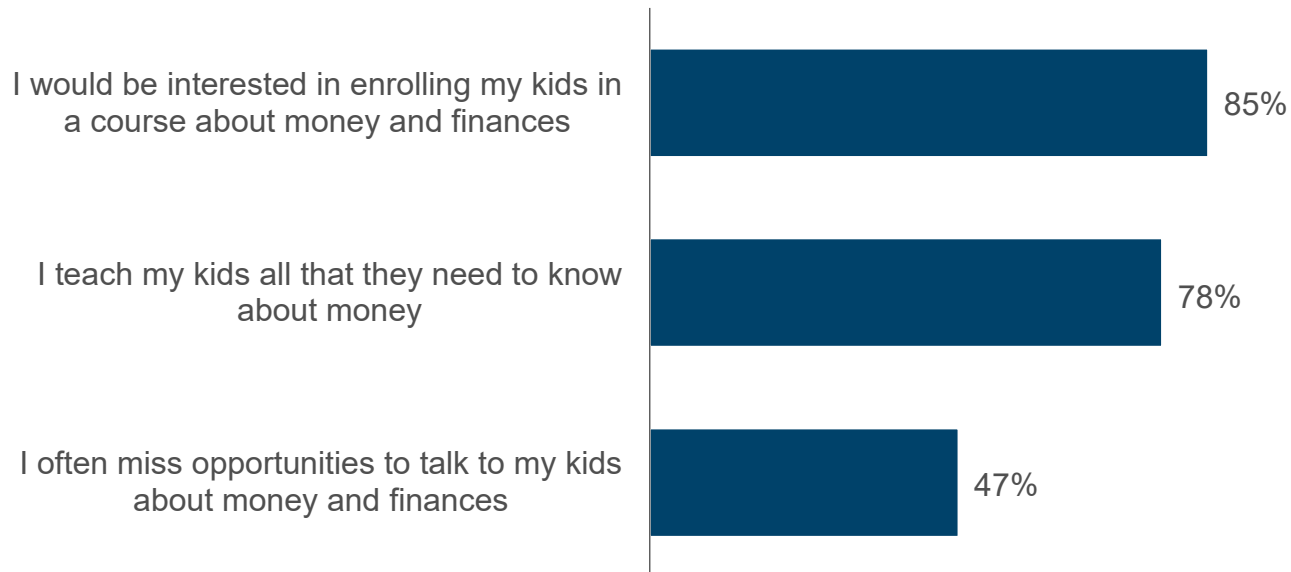 I would be interested in enrolling my kids in
a course about money and finances
85%
I teach my kids all that they need to know
about money
78%
I often miss opportunities to talk to my kids
about money and finances
47%